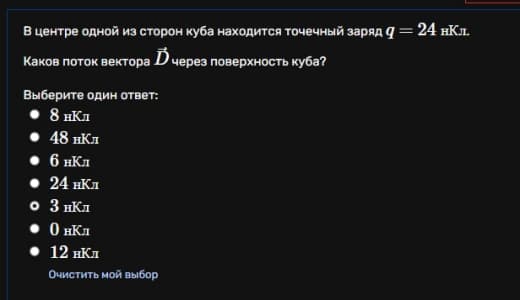 В центре одной из сторон куба находится точечный заряд q = 24 нКл.
Каков поток вектора D⃗ через поверхность куба?
Выберите один ответ:
8 нКл
48 нКл
6 нКл
24 нКл
3 нКл
0 нКл
12 нКл
Очистить мой выбор